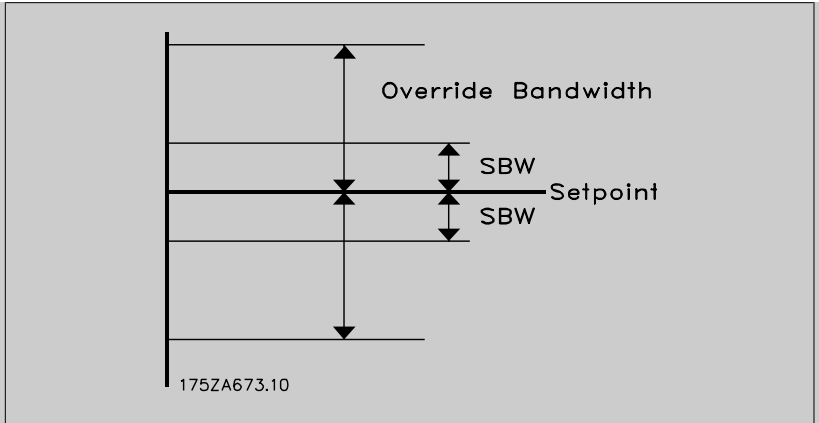 Override Bandwidth
SBW
Setpoint
SBW
175ZA673.10